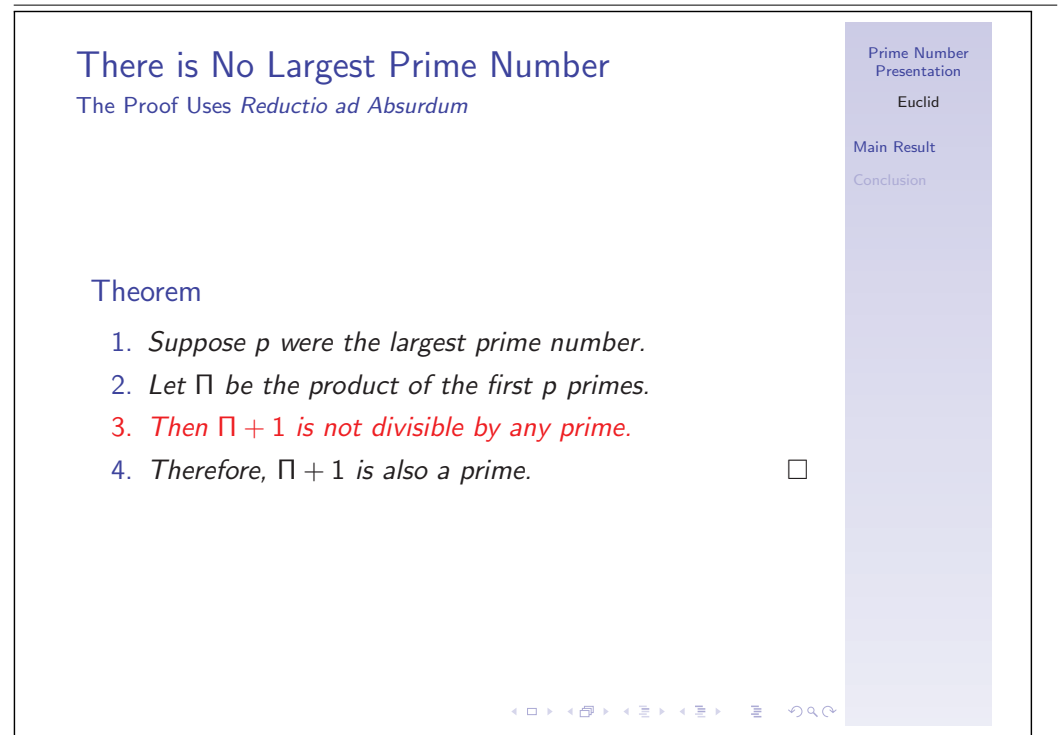 There is No Largest Prime Number
The Proof Uses Reductio ad Absurdum
Theorem
1. Suppose p were the largest prime number.
2. Let Π be the product of the first p primes.
3. Then Π + 1 is not divisible by any prime.
4. Therefore, Π + 1 is also a prime. □
Prime Number
Presentation
Euclid
Main Result
Conclusion